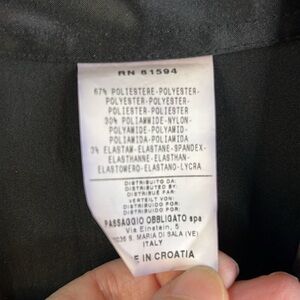 RN 61594
67% POLIESTERE-POLYESTER-
POLYESTER-POLYESTER-
POLIESTER-POLIESTER
30% POLIAMMIDE-NYLON-
POLYAMIDE-POLYAMID-
POLIAMIDA-POLIAMIDA
3% ELASTAM-ELASTANE-SPANDEX-
ELASTHANNE-ELASTHAN-
ELASTOMERO-ELASTANO-LYCRA
DISTRIBUITO DA:
DISTRIBUTED BY:
DISTRIBUÉ PAR:
VERTEILT VON:
DISTRIBUIDO POR:
DISTRIBUIDO POR:
PASSAGGIO OBBLIGATO spa
Via Einstein, 5
S. MARIA DI SALA (VE)
ITALY
E IN CROATIA